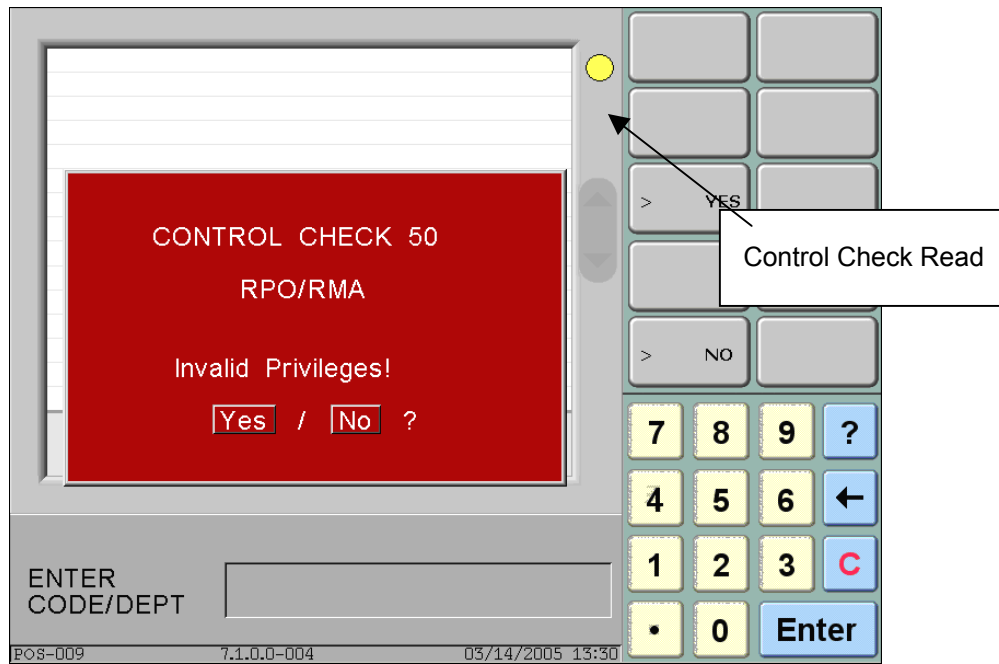 CONTROL CHECK 50
RPO/RMA
Invalid Privileges!
Yes / No ?
> YES
Control Check Read
> NO
7 8 9 ?
4 5 6 ←
1 2 3 C
. 0 Enter
ENTER
CODE/DEPT
POS-009 7.1.0.0-004 03/14/2005 13:30